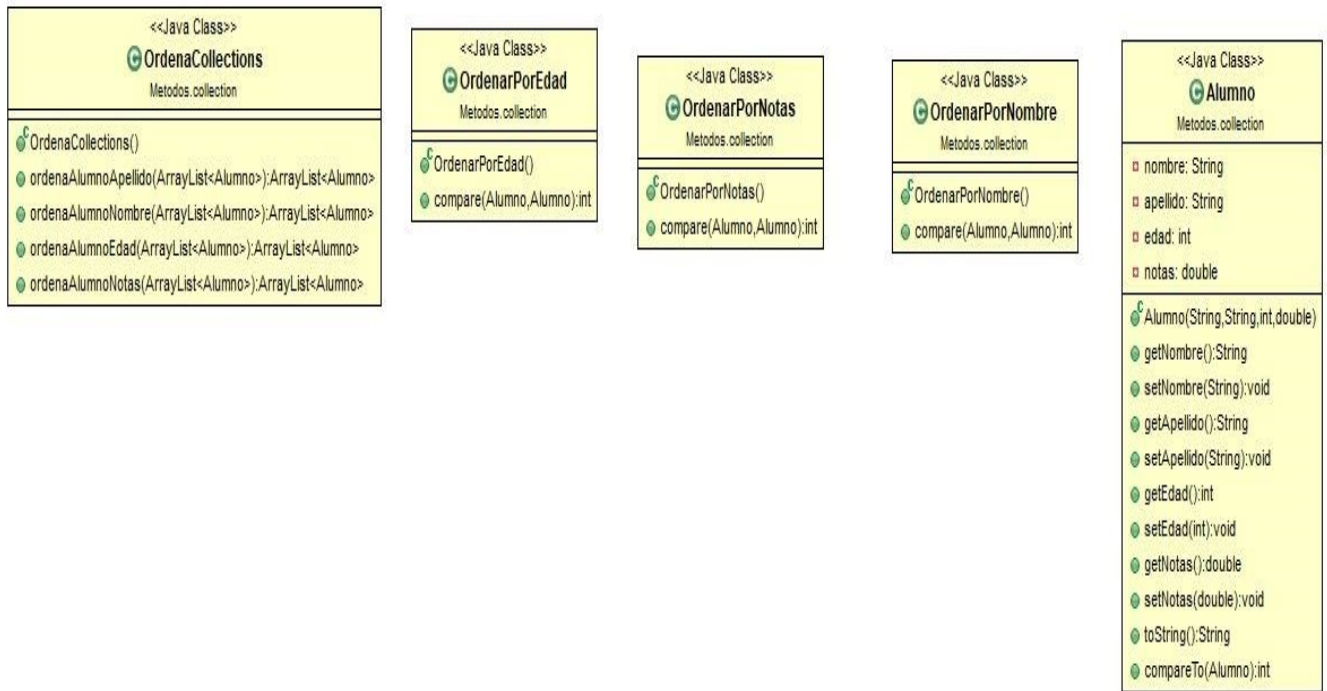 <<Java Class>>
OrdenaCollections
Metodos.collection
OrdenaCollections()
ordenaAlumnoApellido(ArrayList<Alumno>):ArrayList<Alumno>
ordenaAlumnoNombre(ArrayList<Alumno>):ArrayList<Alumno>
ordenaAlumnoEdad(ArrayList<Alumno>):ArrayList<Alumno>
ordenaAlumnoNotas(ArrayList<Alumno>):ArrayList<Alumno>
<<Java Class>>
OrdenarPorEdad
Metodos.collection
OrdenarPorEdad()
compare(Alumno,Alumno):int
<<Java Class>>
OrdenarPorNotas
Metodos.collection
OrdenarPorNotas()
compare(Alumno,Alumno):int
<<Java Class>>
OrdenarPorNombre
Metodos.collection
OrdenarPorNombre()
compare(Alumno,Alumno):int
<<Java Class>>
Alumno
Metodos.collection
nombre: String
apellido: String
edad: int
notas: double
Alumno(String,String,int,double)
getNombre():String
setNombre(String):void
getApellido():String
setApellido(String):void
getEdad():int
setEdad(int):void
getNotas():double
setNotas(double):void
toString():String
compareTo(Alumno):int